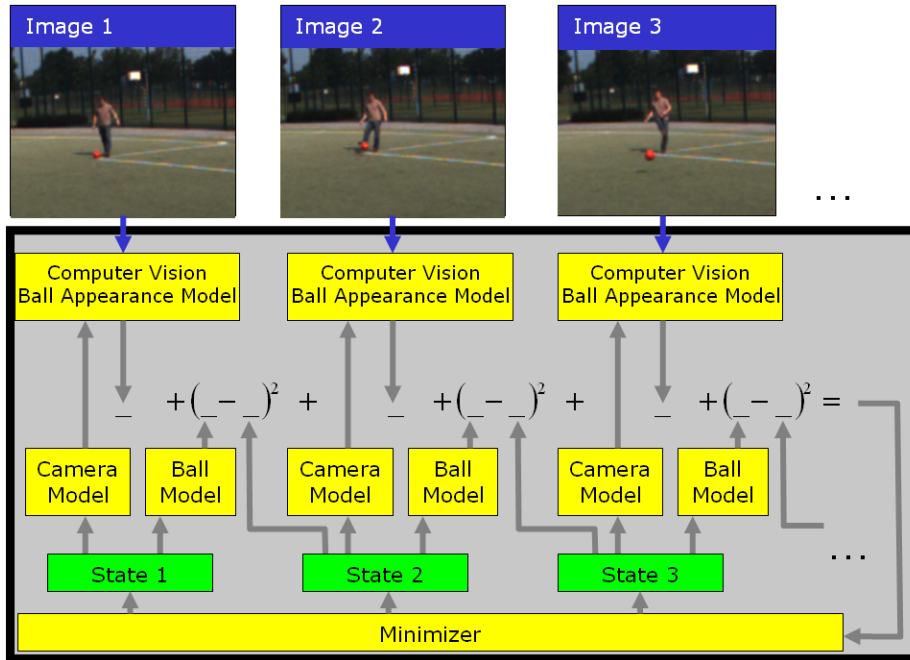 Image 1
Image 2
Image 3
...
Computer Vision
Ball Appearance Model
Computer Vision
Ball Appearance Model
Computer Vision
Ball Appearance Model
_ + (_ - _)² + _ + (_ - _)² + _ + (_ - _)² =
Camera
Model
Ball
Model
Camera
Model
Ball
Model
Camera
Model
Ball
Model
...
State 1
State 2
State 3
Minimizer